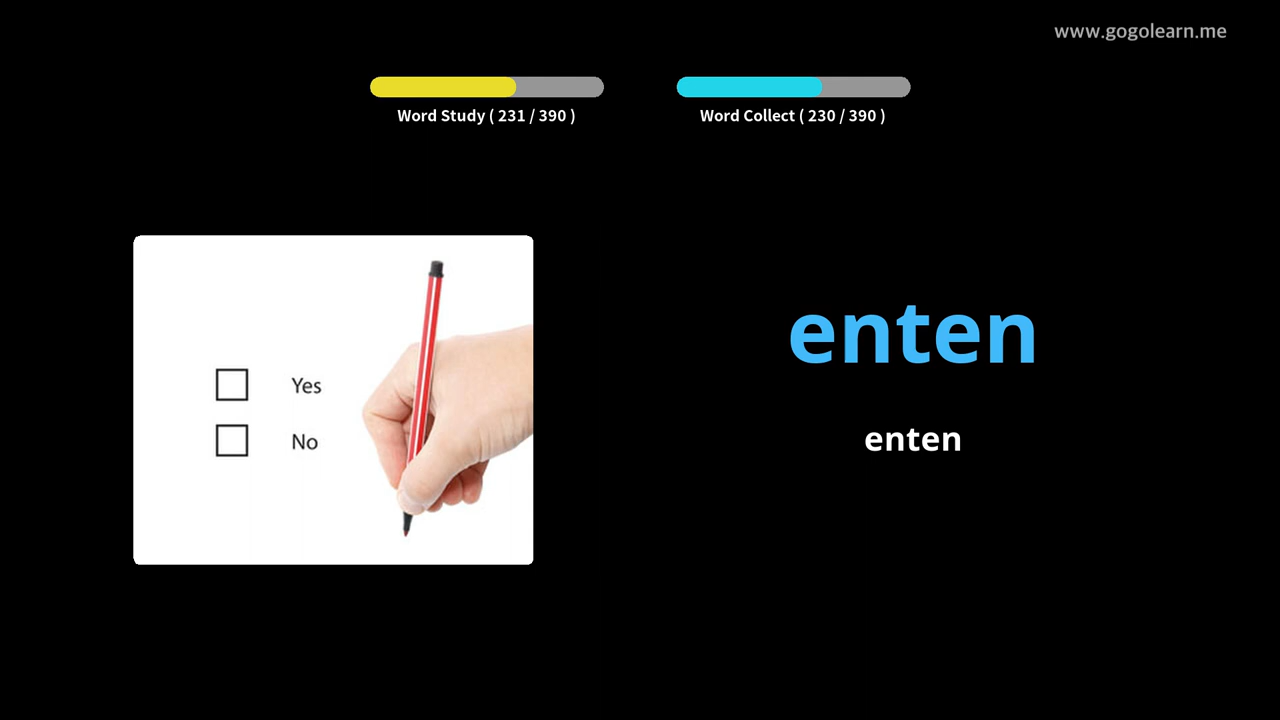 www.gogolearn.me
Word Study ( 231 / 390 )
Word Collect ( 230 / 390 )
Yes
No
enten
enten